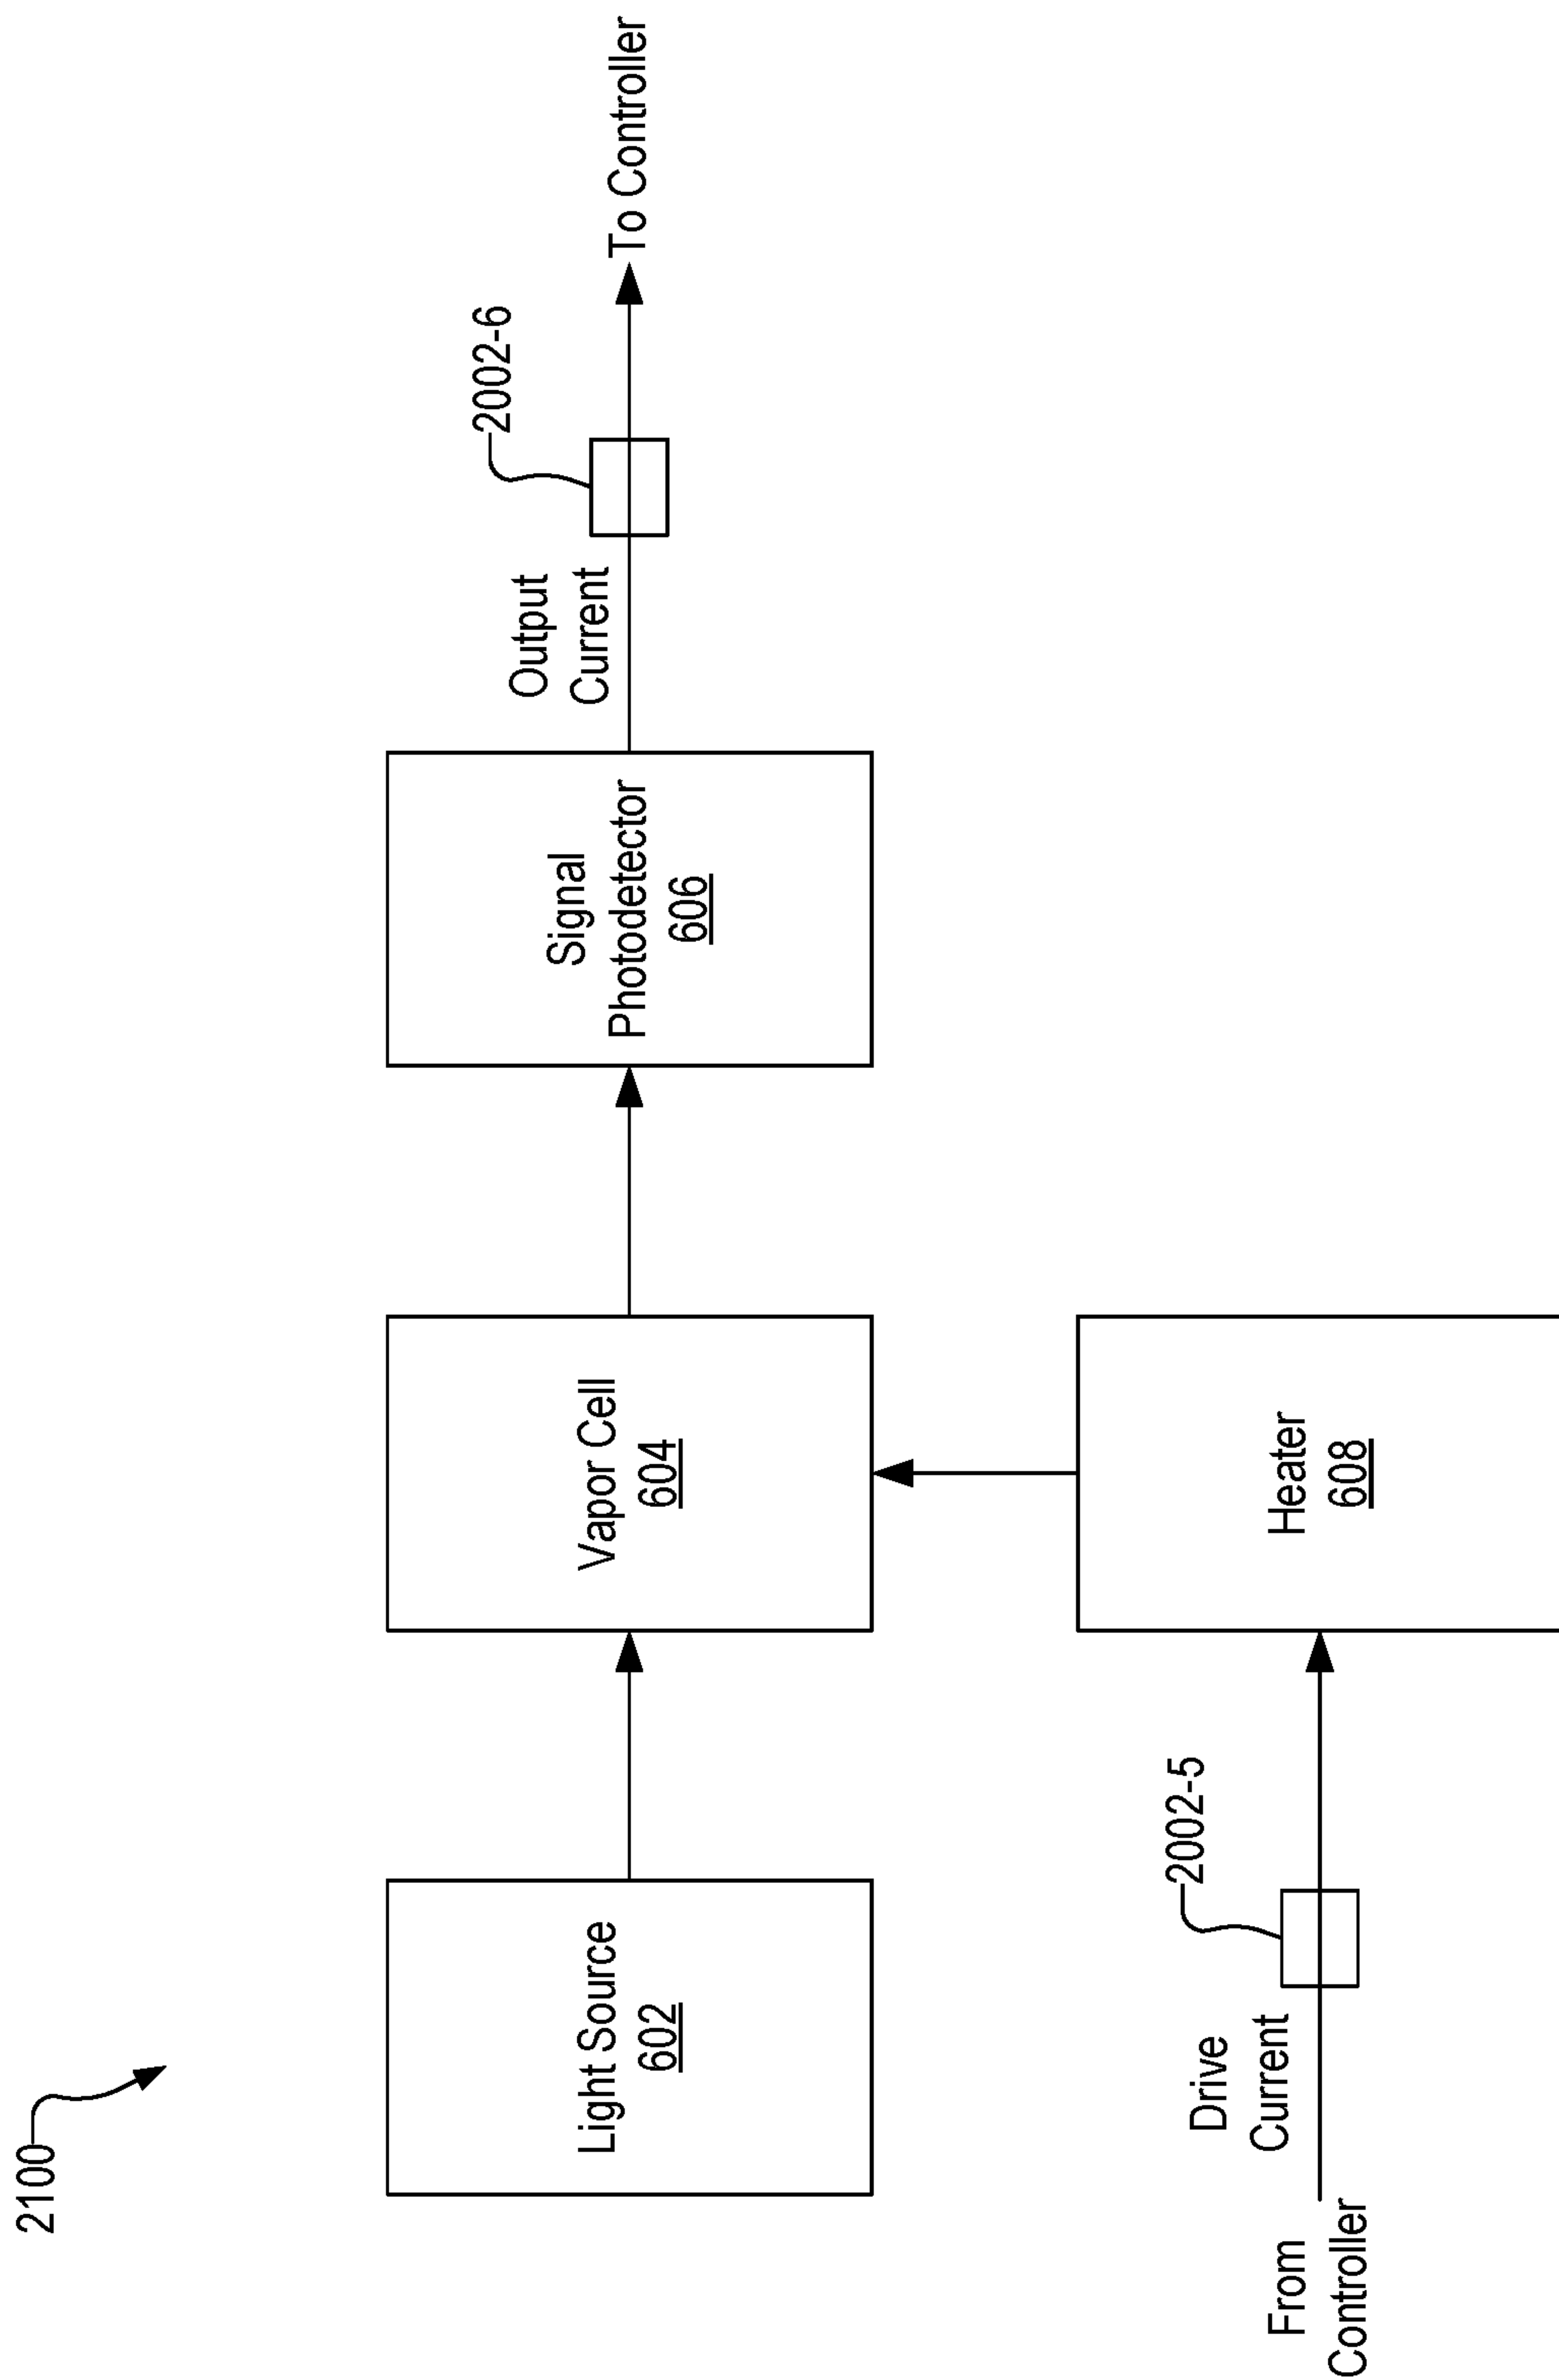 2100
Light Source
602
Vapor Cell
604
Signal
Photodetector
606
Output
Current
2002-6
To Controller
From
Controller
Drive
Current
2002-5
Heater
608